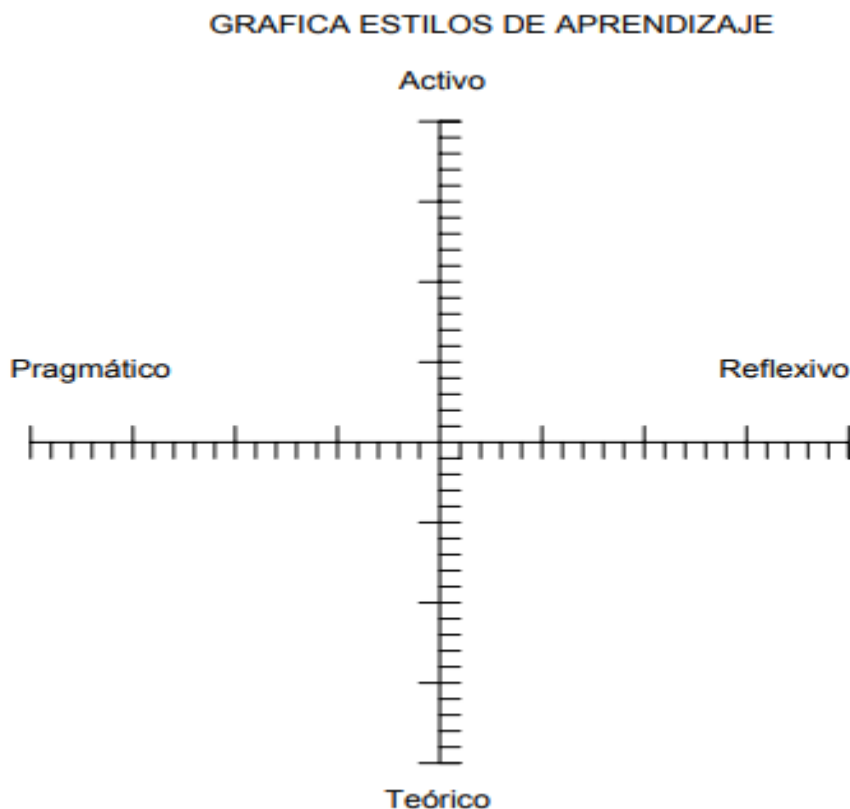 GRAFICA ESTILOS DE APRENDIZAJE
Activo
Pragmático
Reflexivo
Teórico